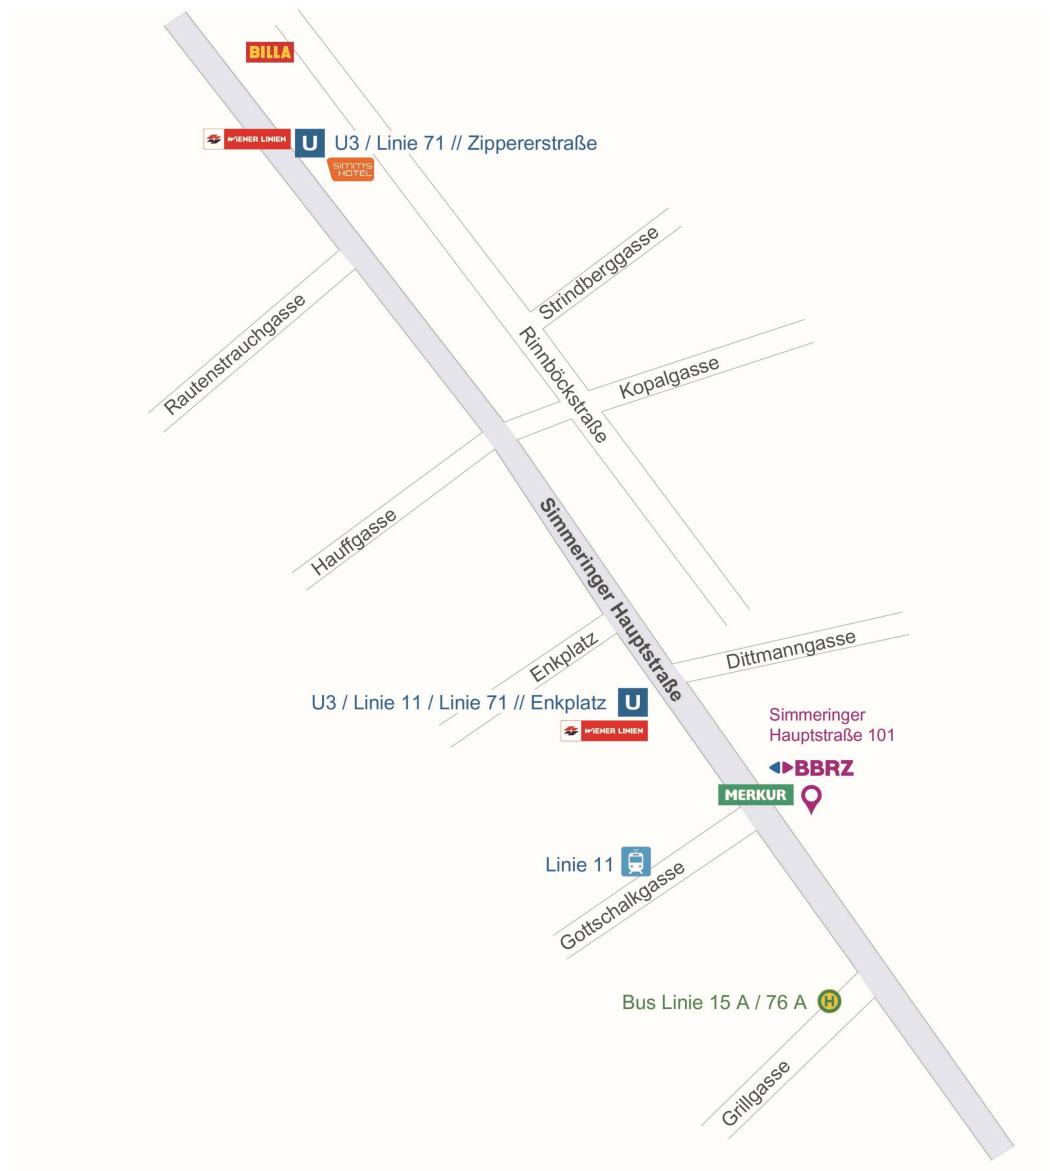 BILLA
WIENER LINIEN
U
U3 / Linie 71 // Zippererstraße
SIMM'S
HOTEL
Strindberggasse
Rautenstrauchgasse
Rinnböckstraße
Kopalgasse
Hauffgasse
Simmeringer Hauptstraße
Enkplatz
Dittmanngasse
U3 / Linie 11 / Linie 71 // Enkplatz
U
WIENER LINIEN
Simmeringer
Hauptstraße 101
BBRZ
MERKUR
Linie 11
Gottschalkgasse
Bus Linie 15 A / 76 A
H
Grillgasse